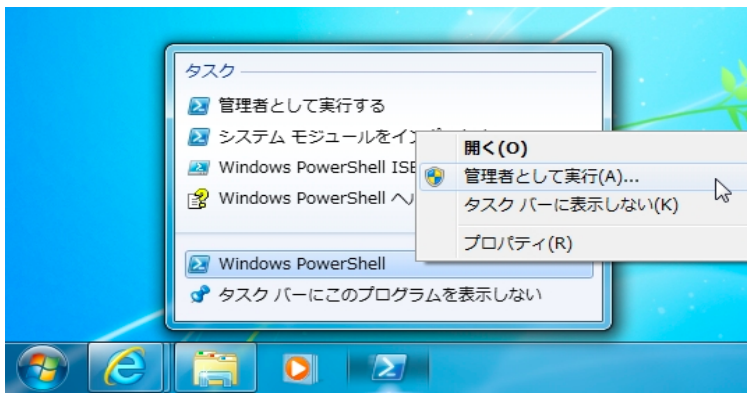 タスク
管理者として実行する
システム モジュールをイン
Windows PowerShell ISE
Windows PowerShell ヘ
Windows PowerShell
タスク バーにこのプログラムを表示しない
開く(O)
管理者として実行(A)...
タスク バーに表示しない(K)
プロパティ(R)